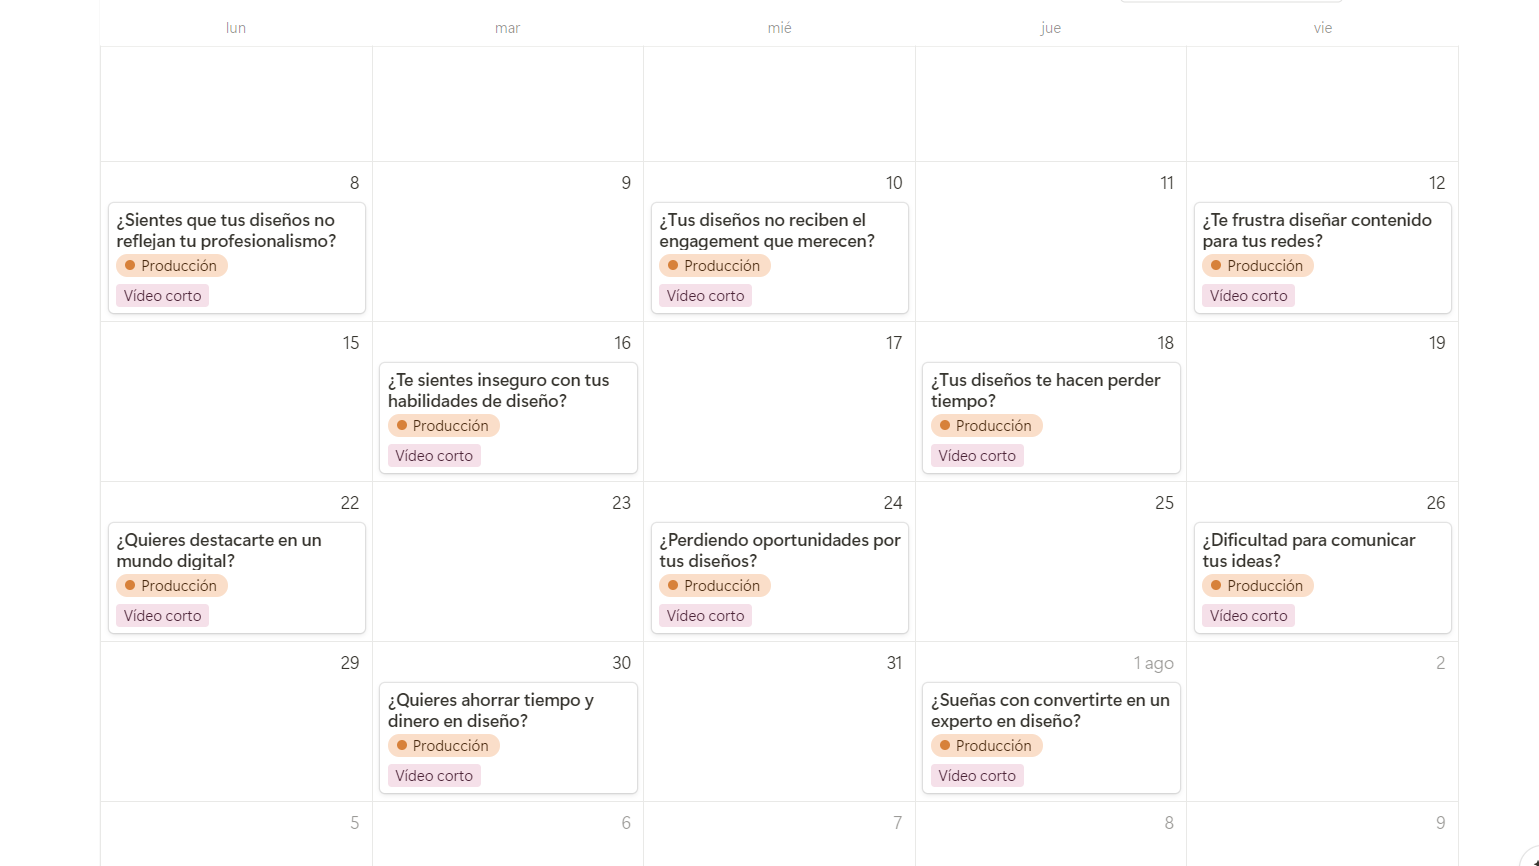 lun mar mié jue vie
8 9 10 11 12
¿Sientes que tus diseños no
reflejan tu profesionalismo?
Producción
Vídeo corto
¿Tus diseños no reciben el
engagement que merecen?
Producción
Vídeo corto
¿Te frustra diseñar contenido
para tus redes?
Producción
Vídeo corto
15 16 17 18 19
¿Te sientes inseguro con tus
habilidades de diseño?
Producción
Vídeo corto
¿Tus diseños te hacen perder
tiempo?
Producción
Vídeo corto
22 23 24 25 26
¿Quieres destacarte en un
mundo digital?
Producción
Vídeo corto
¿Perdiendo oportunidades por
tus diseños?
Producción
Vídeo corto
¿Dificultad para comunicar
tus ideas?
Producción
Vídeo corto
29 30 31 1 ago 2
¿Quieres ahorrar tiempo y
dinero en diseño?
Producción
Vídeo corto
¿Sueñas con convertirte en un
experto en diseño?
Producción
Vídeo corto
5 6 7 8 9